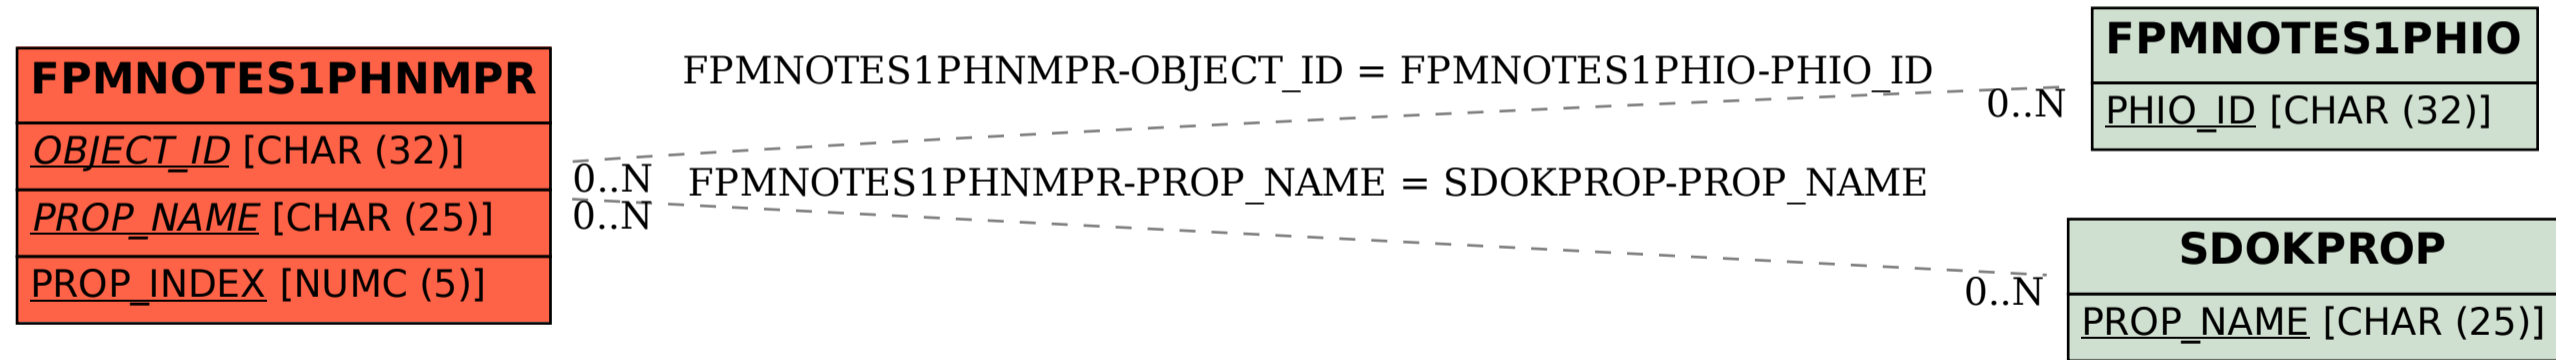 FPMNOTES1PHNMPR
OBJECT_ID [CHAR (32)]
PROP_NAME [CHAR (25)]
PROP_INDEX [NUMC (5)]
FPMNOTES1PHNMPR-OBJECT_ID = FPMNOTES1PHIO-PHIO_ID
0..N
0..N
FPMNOTES1PHNMPR-PROP_NAME = SDOKPROP-PROP_NAME
0..N
0..N
FPMNOTES1PHIO
PHIO_ID [CHAR (32)]
SDOKPROP
PROP_NAME [CHAR (25)]